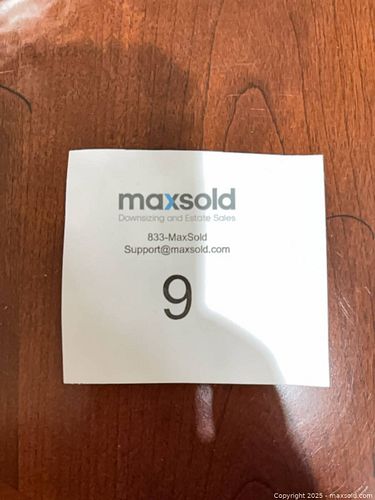 maxsold
Downsizing and Estate Sales
833-MaxSold
Support@maxsold.com
9
Copyright 2025 - maxsold.com